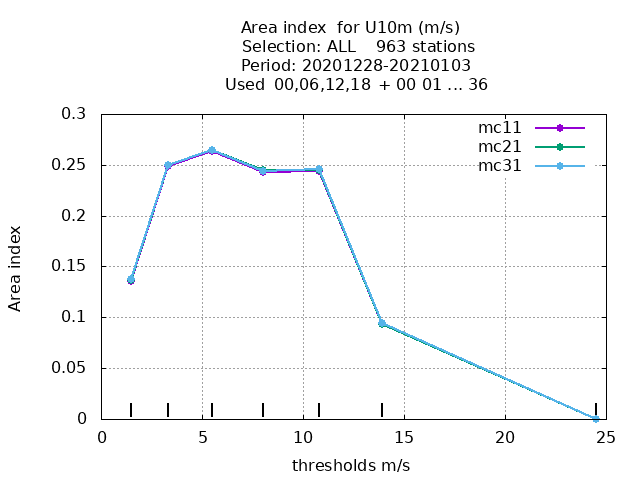 Area index  for U10m (m/s)
Selection: ALL    963 stations
Period: 20201228-20210103
Used  00,06,12,18  + 00 01 ... 36
mc11
mc21
mc31
0.3
0.25
0.2
0.15
0.1
0.05
0
Area index
0 5 10 15 20 25
thresholds m/s